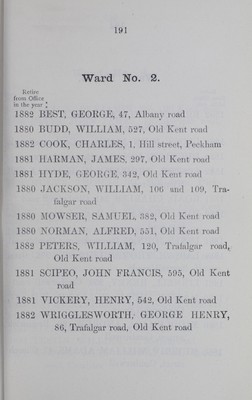 191
Ward No. 2.
Retire
from Office
in the year
1882 BEST, GEORGE, 47, Albany road
1880 BUDD, WILLIAM, 527, Old Kent road
1882 COOK, CHARLES, 1, Hill street, Peckham
1881 HARMAN, JAMES, 297, Old Kent road
1881 HYDE, GEORGE, 342, Old Kent road
1880 JACKSON, WILLIAM, 106 and 109, Tra-
falgar road
1880 MOWSER, SAMUEL, 382, Old Kent road
1880 NORMAN, ALFRED, 551, Old Kent road
1882 PETERS, WILLIAM, 120, Trafalgar road,
Old Kent road
1881 SCIPEO, JOHN FRANCIS, 595, Old Kent
road
1881 VICKERY, HENRY, 542, Old Kent road
1882 WRIGGLESWORTH, GEORGE HENRY,
86, Trafalgar road, Old Kent road